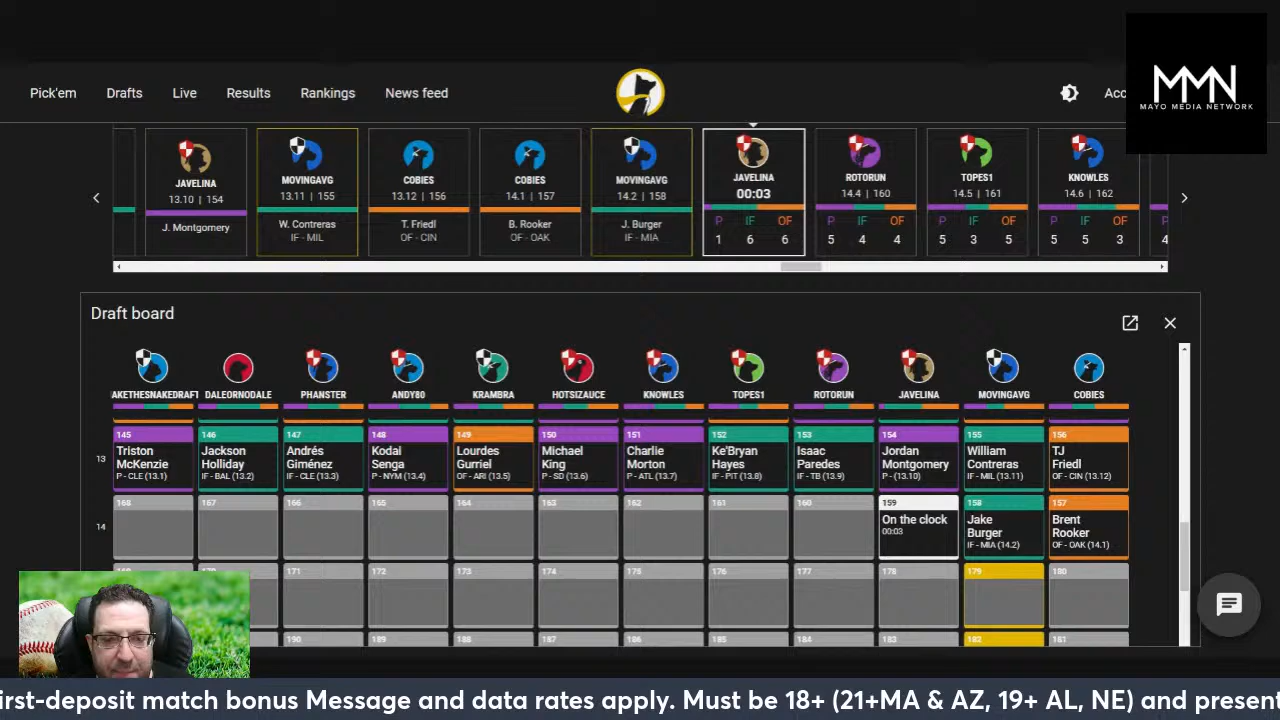 MAYO MEDIA NETWORK
Pick'em Drafts Live Results Rankings News feed Acc
JAVELINA
13.10 | 154
J. Montgomery
MOVINGAVG
13.11 | 155
W. Contreras
IF - MIL
COBIES
13.12 | 156
T. Friedl
OF - CIN
COBIES
14.1 | 157
B. Rooker
OF - OAK
MOVINGAVG
14.2 | 158
J. Burger
IF - MIA
JAVELINA
00:03
P IF OF
1 6 6
ROTORUN
14.4 | 160
P IF OF
5 4 4
TOPES1
14.5 | 161
P IF OF
5 3 5
KNOWLES
14.6 | 162
P IF OF
5 5 3
P
4
Draft board
AKETHESNAKEDRAFT DALEORNODALE PHANSTER ANDY80 KRAMBRA HOTSIZAUCE KNOWLES TOPES1 ROTORUN JAVELINA MOVINGAVG COBIES
13
145
Triston
McKenzie
P - CLE (13.1)
146
Jackson
Holliday
IF - BAL (13.2)
147
Andrés
Giménez
IF - CLE (13.3)
148
Kodai
Senga
P - NYM (13.4)
149
Lourdes
Gurriel
OF - ARI (13.5)
150
Michael
King
P - SD (13.6)
151
Charlie
Morton
P - ATL (13.7)
152
Ke'Bryan
Hayes
IF - PIT (13.8)
153
Isaac
Paredes
IF - TB (13.9)
154
Jordan
Montgomery
P - (13.10)
155
William
Contreras
IF - MIL (13.11)
156
TJ
Friedl
OF - CIN (13.12)
14
168 167 166 165 164 163 162 161 160
159
On the clock
00:03
158
Jake
Burger
IF - MIA (14.2)
157
Brent
Rooker
OF - OAK (14.1)
171 172 173 174 175 176 177 178 179 180
190 189 188 187 186 185 184 183 182 181
irst-deposit match bonus Message and data rates apply. Must be 18+ (21+MA & AZ, 19+ AL, NE) and present